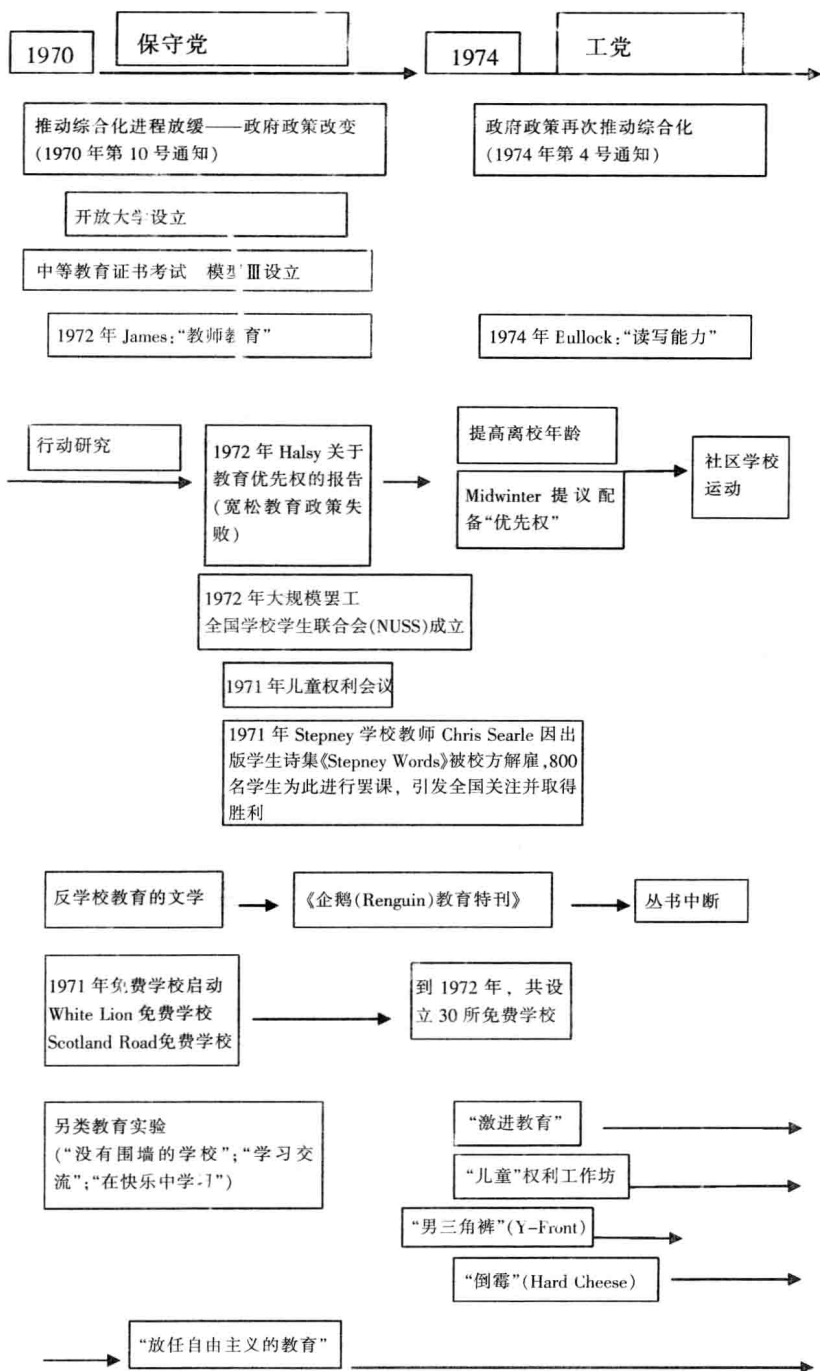 1970
保守党
1974
工党
推动综合化进程放缓——政府政策改变
(1970 年第 10 号通知)
政府政策再次推动综合化
(1974 年第 4 号通知)
开放大学设立
中等教育证书考试 模型Ⅲ设立
1972 年 James:“教师教育”
1974 年 Bullock:“读写能力”
行动研究
1972 年 Halsy 关于
教育优先权的报告
(宽松教育政策失
败)
提高离校年龄
Midwinter 提议配
备“优先权”
社区学校
运动
1972 年大规模罢工
全国学校学生联合会(NUSS)成立
1971 年儿童权利会议
1971 年 Stepney 学校教师 Chris Searle 因出
版学生诗集《Stepney Words》被校方解雇,800
名学生为此进行罢课，引发全国关注并取得
胜利
反学校教育的文学
《企鹅(Renguin)教育特刊》
丛书中断
1971 年免费学校启动
White Lion 免费学校
Scotland Road免费学校
到 1972 年，共设
立 30 所免费学校
另类教育实验
(“没有围墙的学校”;“学习交
流”;“在快乐中学习”)
“激进教育”
“儿童”权利工作坊
“男三角裤”(Y-Front)
“倒霉”(Hard Cheese)
“放任自由主义的教育”